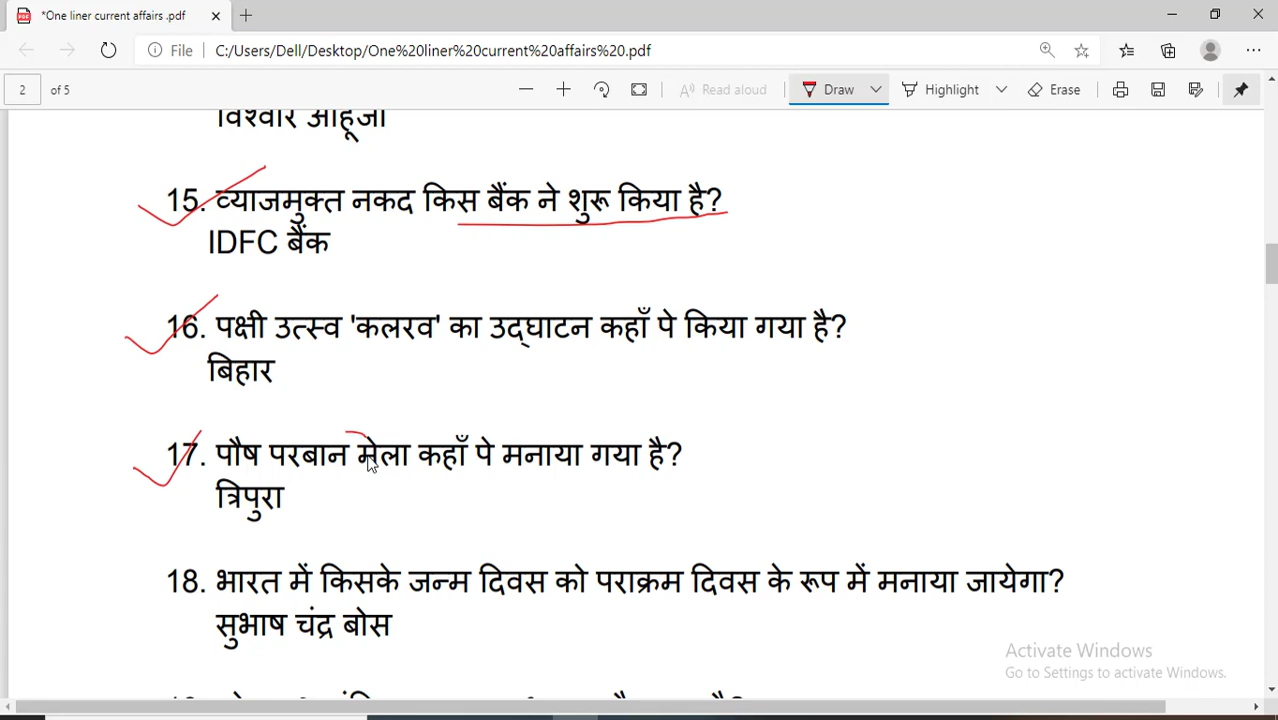 *One liner current affairs .pdf
File C:/Users/Dell/Desktop/One%20liner%20current%20affairs%20.pdf
2 of 5 Read aloud Draw Highlight Erase
विश्वीर आहूजा
15. व्याजमुक्त नकद किस बैंक ने शुरू किया है?
IDFC बैंक
16. पक्षी उत्स्व 'कलरव' का उद्घाटन कहाँ पे किया गया है?
बिहार
17. पौष परबान मेला कहाँ पे मनाया गया है?
त्रिपुरा
18. भारत में किसके जन्म दिवस को पराक्रम दिवस के रूप में मनाया जायेगा?
सुभाष चंद्र बोस
Activate Windows
Go to Settings to activate Windows.